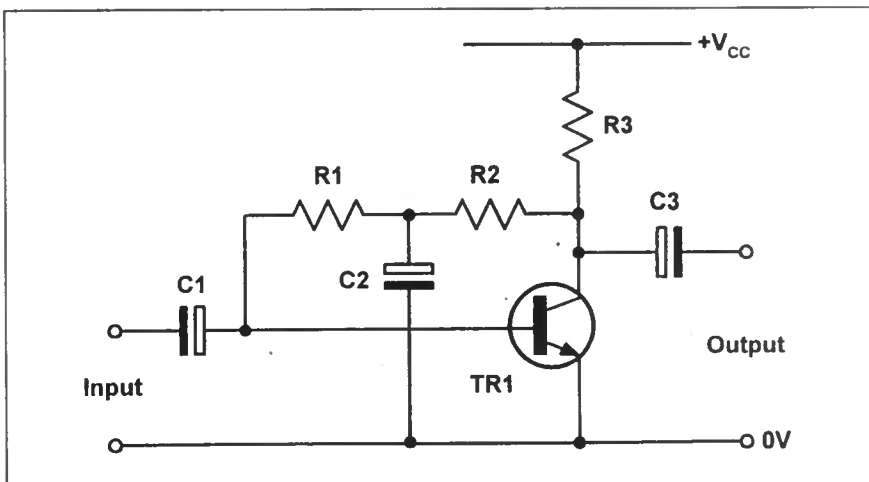 +VCC
R3
R1
R2
C3
C1
C2
Output
Input
TR1
0V